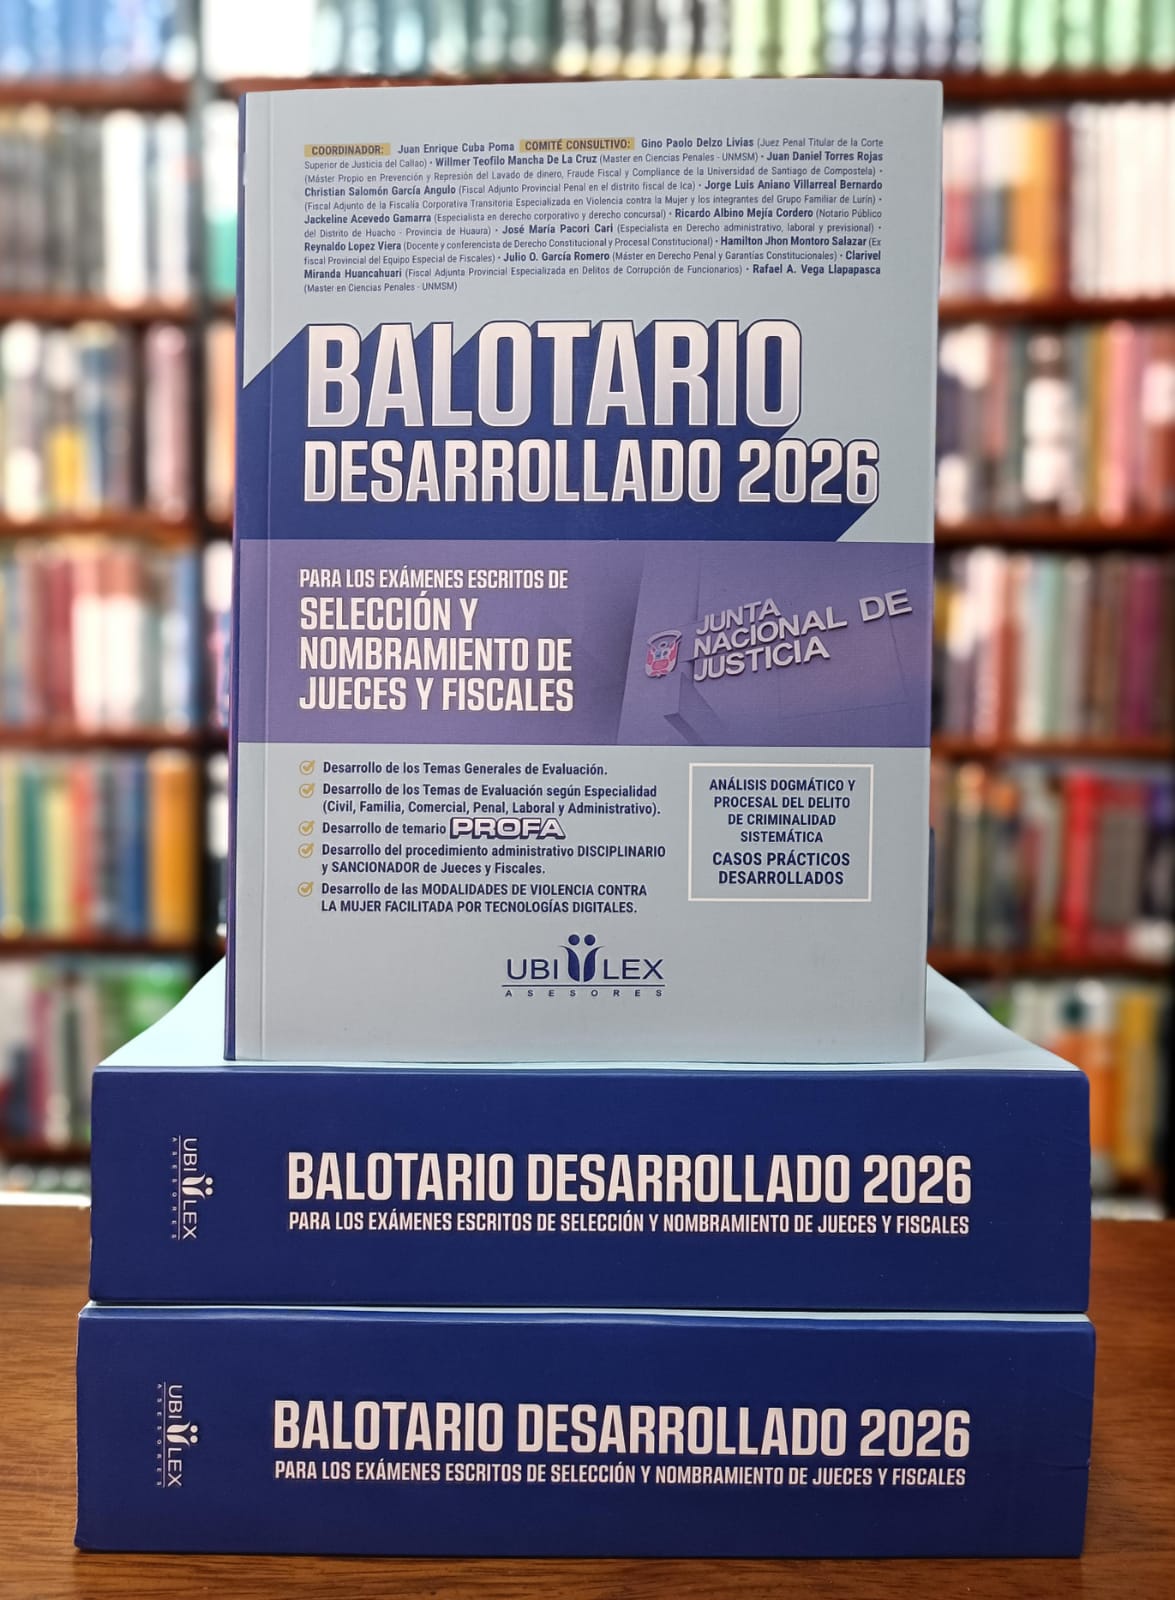 COORDINADOR: Juan Enrique Cuba Poma COMITÉ CONSULTIVO: Gino Paolo Delzo Livias (Juez Penal Titular de la Corte
Superior de Justicia del Callao) • Willmer Teofilo Mancha De La Cruz (Master en Ciencias Penales - UNMSM) • Juan Daniel Torres Rojas
(Máster Propio en Prevención y Represión del Lavado de dinero, Fraude Fiscal y Compliance de la Universidad de Santiago de Compostela) •
Christian Salomón García Angulo (Fiscal Adjunto Provincial Penal en el distrito fiscal de Ica) • Jorge Luis Aniano Villarreal Bernardo
(Fiscal Adjunto de la Fiscalía Corporativa Transitoria Especializada en Violencia contra la Mujer y los integrantes del Grupo Familiar de Lurín) •
Jackeline Acevedo Gamarra (Especialista en derecho corporativo y derecho concursal) • Ricardo Albino Mejía Cordero (Notario Público
del Distrito de Huacho - Provincia de Huaura) • José María Pacori Cari (Especialista en Derecho administrativo, laboral y previsional) •
Reynaldo Lopez Viera (Docente y conferencista de Derecho Constitucional y Procesal Constitucional) • Hamilton Jhon Montoro Salazar (Ex
fiscal Provincial del Equipo Especial de Fiscales) • Julio O. García Romero (Máster en Derecho Penal y Garantías Constitucionales) • Clarivel
Miranda Huancahuari (Fiscal Adjunta Provincial Especializada en Delitos de Corrupción de Funcionarios) • Rafael A. Vega Llapapasca
(Master en Ciencias Penales - UNMSM)
BALOTARIO
DESARROLLADO 2026
PARA LOS EXÁMENES ESCRITOS DE
SELECCIÓN Y
NOMBRAMIENTO DE
JUECES Y FISCALES
JUNTA
NACIONAL DE
JUSTICIA
Desarrollo de los Temas Generales de Evaluación.
Desarrollo de los Temas de Evaluación según Especialidad
(Civil, Familia, Comercial, Penal, Laboral y Administrativo).
Desarrollo de temario PROFA
Desarrollo del procedimiento administrativo DISCIPLINARIO
y SANCIONADOR de Jueces y Fiscales.
Desarrollo de las MODALIDADES DE VIOLENCIA CONTRA
LA MUJER FACILITADA POR TECNOLOGÍAS DIGITALES.
ANÁLISIS DOGMÁTICO Y
PROCESAL DEL DELITO
DE CRIMINALIDAD
SISTEMÁTICA
CASOS PRÁCTICOS
DESARROLLADOS
UBI LEX
ASESORES
UBI LEX
ASESORES
BALOTARIO DESARROLLADO 2026
PARA LOS EXÁMENES ESCRITOS DE SELECCIÓN Y NOMBRAMIENTO DE JUECES Y FISCALES
UBI LEX
ASESORES
BALOTARIO DESARROLLADO 2026
PARA LOS EXÁMENES ESCRITOS DE SELECCIÓN Y NOMBRAMIENTO DE JUECES Y FISCALES